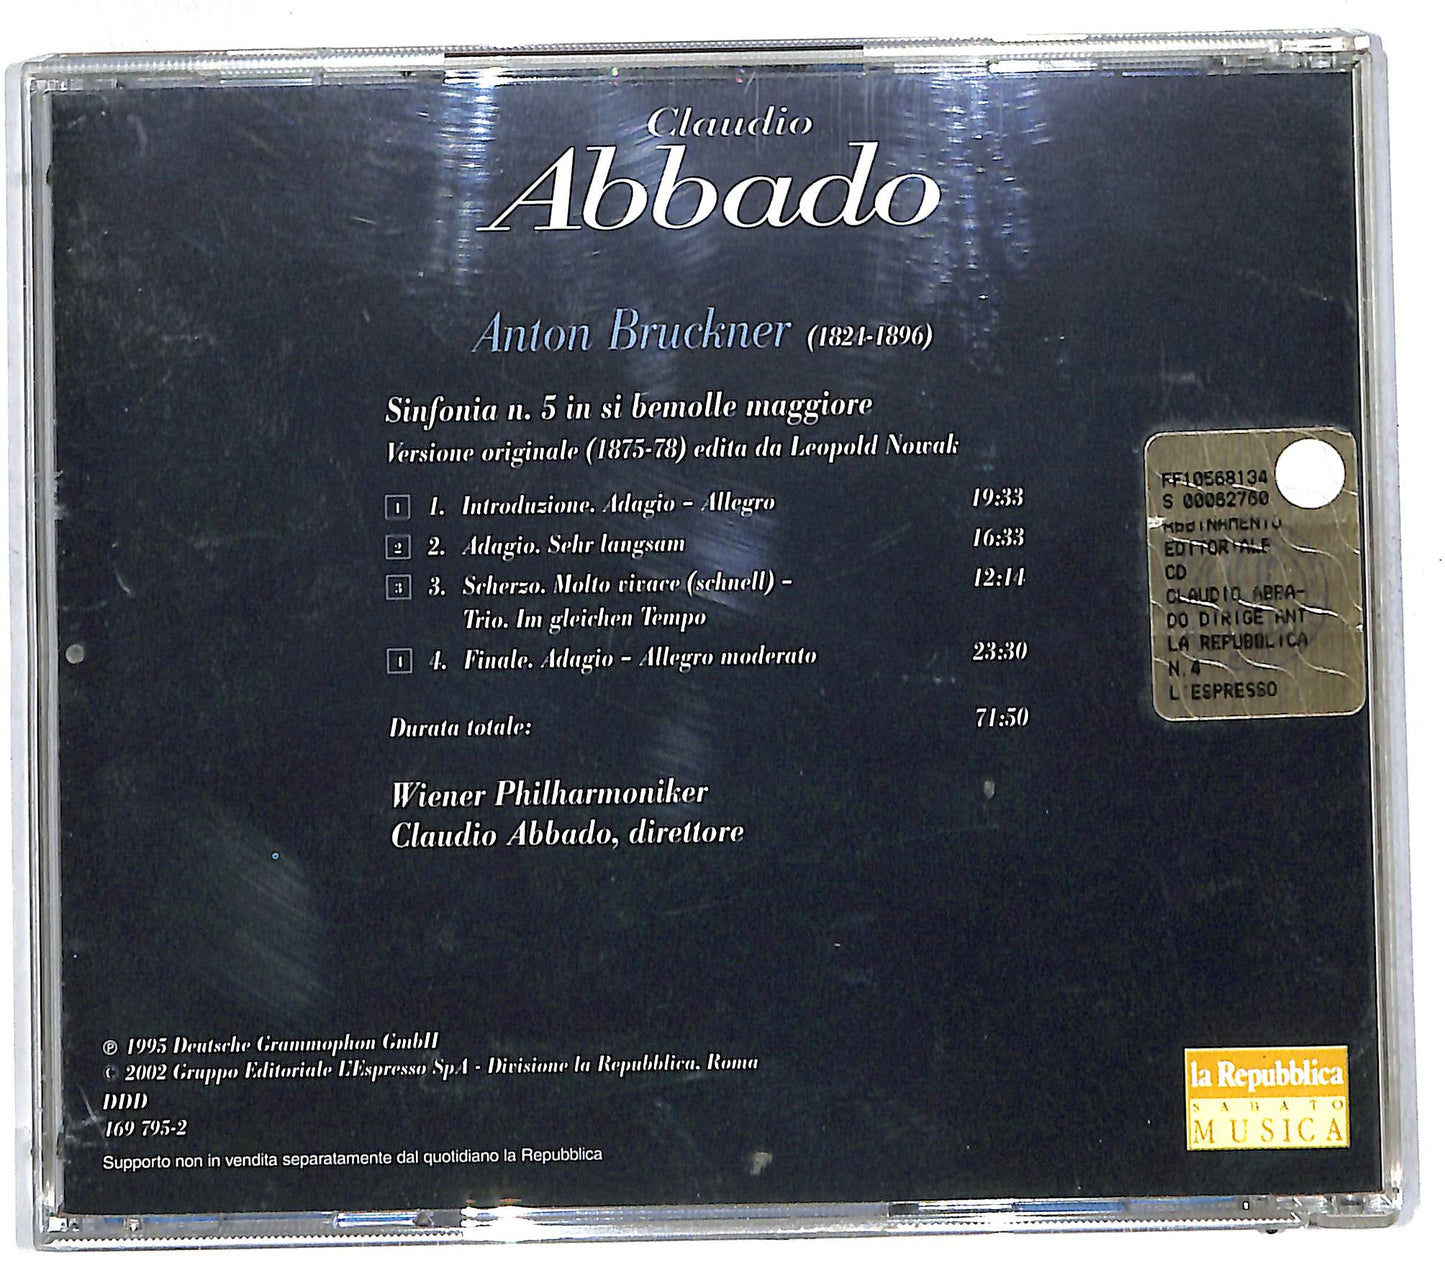 Claudio
Abbado
Anton Bruckner (1824-1896)
Sinfonia n. 5 in si bemolle maggiore
Versione originale (1875-78) edita da Leopold Nowak
1 1. Introduzione. Adagio – Allegro 19:33
2 2. Adagio. Sehr langsam 16:33
3 3. Scherzo. Molto vivace (schnell) – 12:14
Trio. Im gleichen Tempo
4 4. Finale. Adagio – Allegro moderato 23:30
Durata totale: 71:50
Wiener Philharmoniker
Claudio Abbado, direttore
FF10568134
S 00062760
ABBINAMENTO
EDITORIALE
CD
CLAUDIO ABBA-
DO DIRIGE ANT
LA REPUBBLICA
N.4
L'ESPRESSO
℗ 1995 Deutsche Grammophon GmbH
© 2002 Gruppo Editoriale L'Espresso SpA - Divisione la Repubblica. Roma
DDD
469 795-2
Supporto non in vendita separatamente dal quotidiano la Repubblica
la Repubblica
SABATO
MUSICA